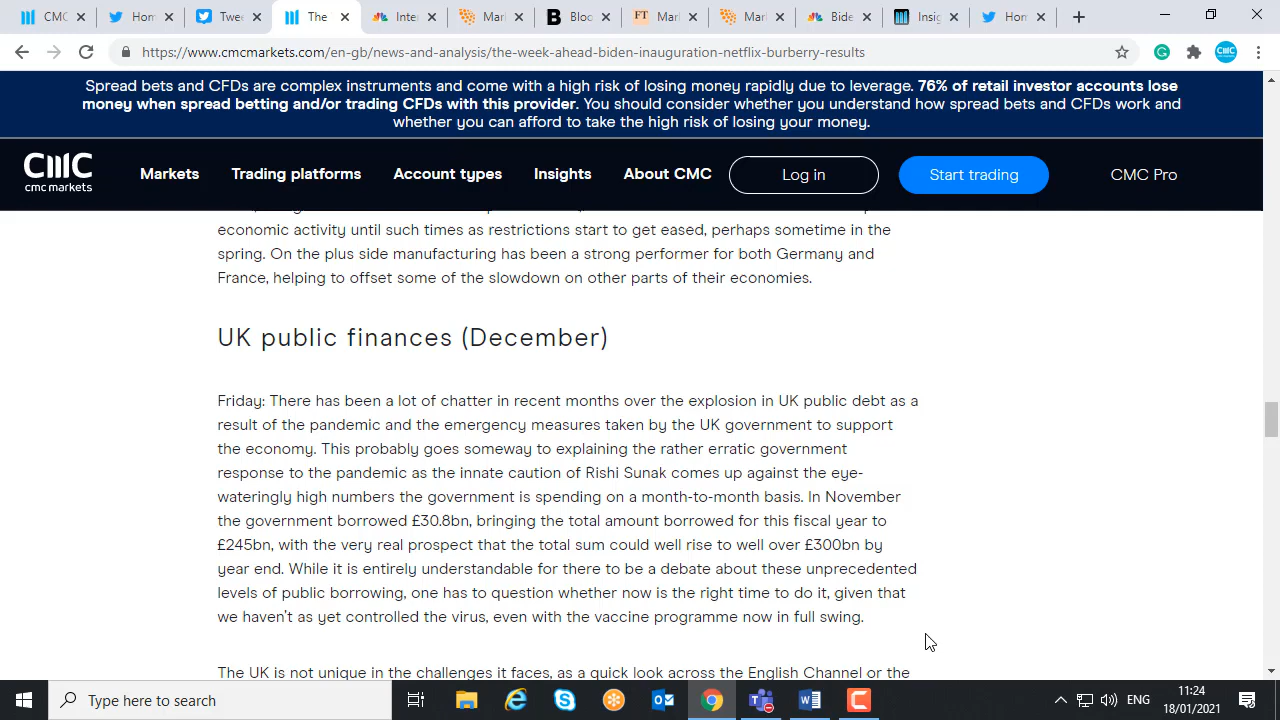 CMC
Hom
Twee
The
Inte
Mark
Bloo
FT
Mark
Mark
Bide
Insig
Hom
https://www.cmcmarkets.com/en-gb/news-and-analysis/the-week-ahead-biden-inauguration-netflix-burberry-results
Spread bets and CFDs are complex instruments and come with a high risk of losing money rapidly due to leverage. 76% of retail investor accounts lose
money when spread betting and/or trading CFDs with this provider. You should consider whether you understand how spread bets and CFDs work and
whether you can afford to take the high risk of losing your money.
CMC
cmc markets
Markets
Trading platforms
Account types
Insights
About CMC
Log in
Start trading
CMC Pro
economic activity until such times as restrictions start to get eased, perhaps sometime in the
spring. On the plus side manufacturing has been a strong performer for both Germany and
France, helping to offset some of the slowdown on other parts of their economies.
UK public finances (December)
Friday: There has been a lot of chatter in recent months over the explosion in UK public debt as a
result of the pandemic and the emergency measures taken by the UK government to support
the economy. This probably goes someway to explaining the rather erratic government
response to the pandemic as the innate caution of Rishi Sunak comes up against the eye-
wateringly high numbers the government is spending on a month-to-month basis. In November
the government borrowed £30.8bn, bringing the total amount borrowed for this fiscal year to
£245bn, with the very real prospect that the total sum could well rise to well over £300bn by
year end. While it is entirely understandable for there to be a debate about these unprecedented
levels of public borrowing, one has to question whether now is the right time to do it, given that
we haven't as yet controlled the virus, even with the vaccine programme now in full swing.
The UK is not unique in the challenges it faces, as a quick look across the English Channel or the
Type here to search
ENG
11:24
18/01/2021